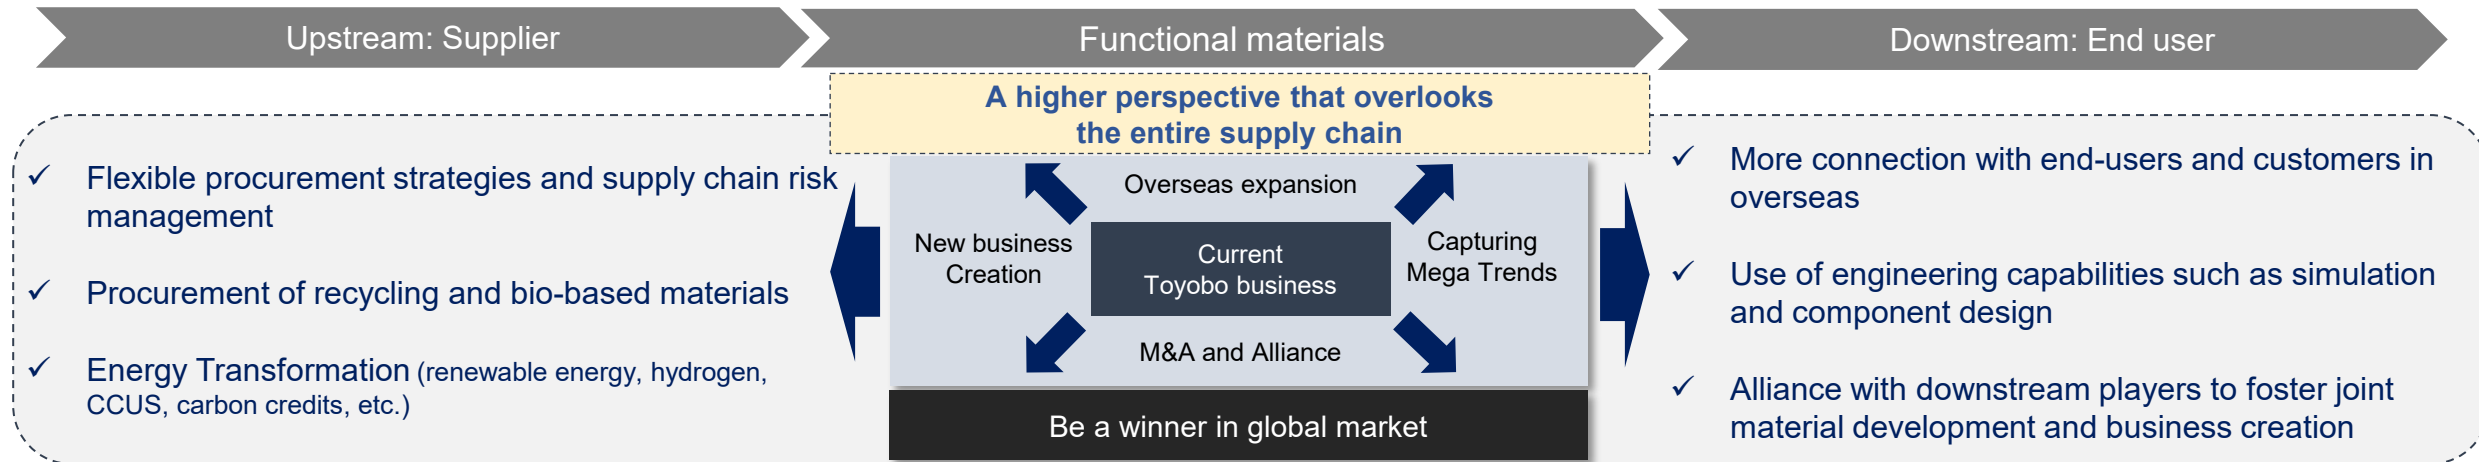 Upstream: Supplier
Functional materials
Downstream: End user
A higher perspective that overlooks
the entire supply chain
✓ Flexible procurement strategies and supply chain risk
management
✓ Procurement of recycling and bio-based materials
✓ Energy Transformation (renewable energy, hydrogen,
CCUS, carbon credits, etc.)
Overseas expansion
New business
Creation
Current
Toyobo business
Capturing
Mega Trends
M&A and Alliance
Be a winner in global market
✓ More connection with end-users and customers in
overseas
✓ Use of engineering capabilities such as simulation
and component design
✓ Alliance with downstream players to foster joint
material development and business creation